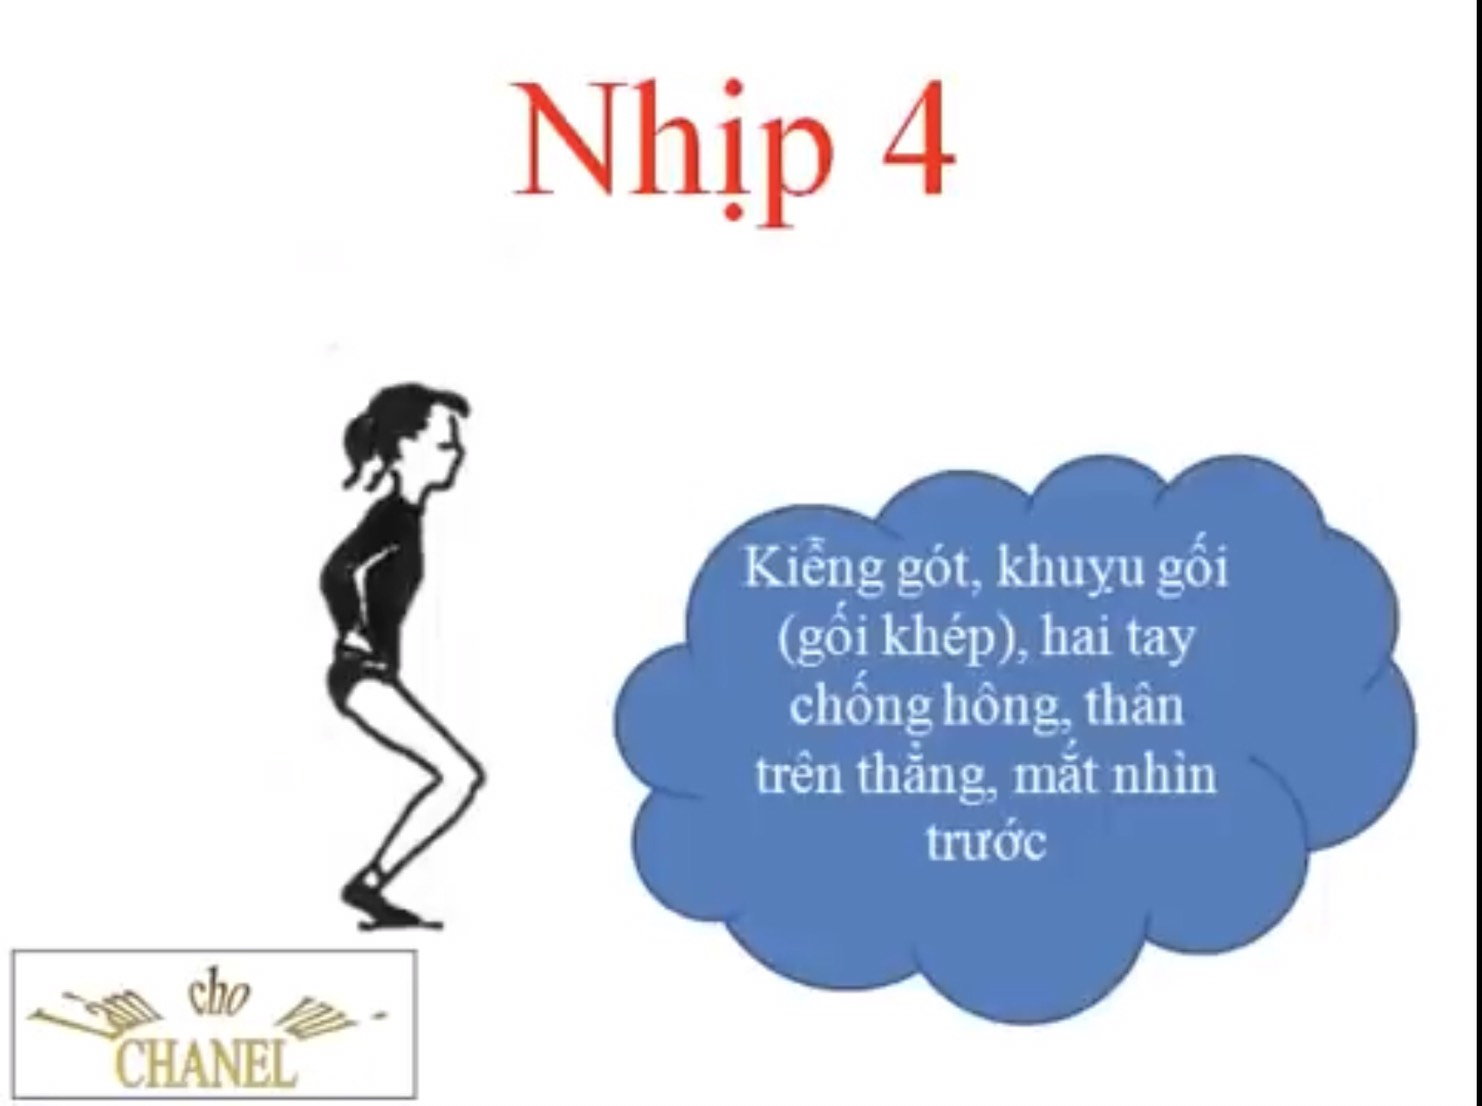 Nhịp 4
Kiễng gót, khuỵu gối
(gối khép), hai tay
chống hông, thân
trên thẳng, mắt nhìn
trước
Làm cho vui
CHANEL